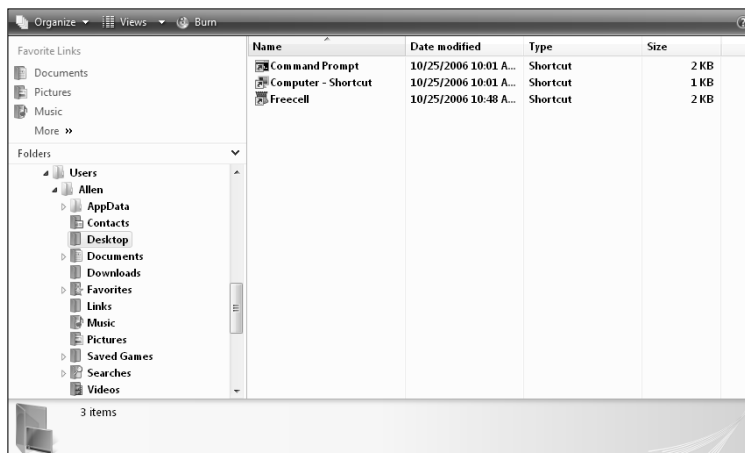 Organize Views Burn
Favorite Links
Documents
Pictures
Music
More »
Folders
Users
Allen
AppData
Contacts
Desktop
Documents
Downloads
Favorites
Links
Music
Pictures
Saved Games
Searches
Videos
Name Date modified Type Size
Command Prompt 10/25/2006 10:01 A... Shortcut 2 KB
Computer - Shortcut 10/25/2006 10:01 A... Shortcut 1 KB
Freecell 10/25/2006 10:48 A... Shortcut 2 KB
3 items